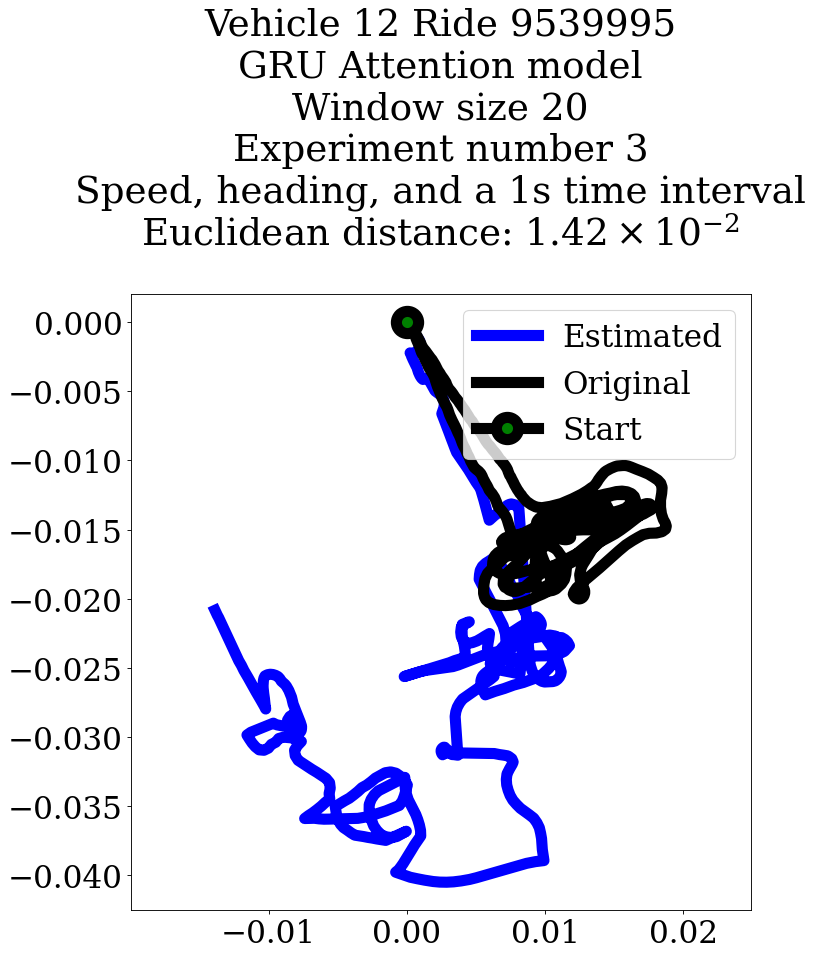 Vehicle 12 Ride 9539995
GRU Attention model
Window size 20
Experiment number 3
Speed, heading, and a 1s time interval
Euclidean distance: 1.42 × 10⁻²
Estimated
Original
Start
0.000
−0.005
−0.010
−0.015
−0.020
−0.025
−0.030
−0.035
−0.040
−0.01 0.00 0.01 0.02